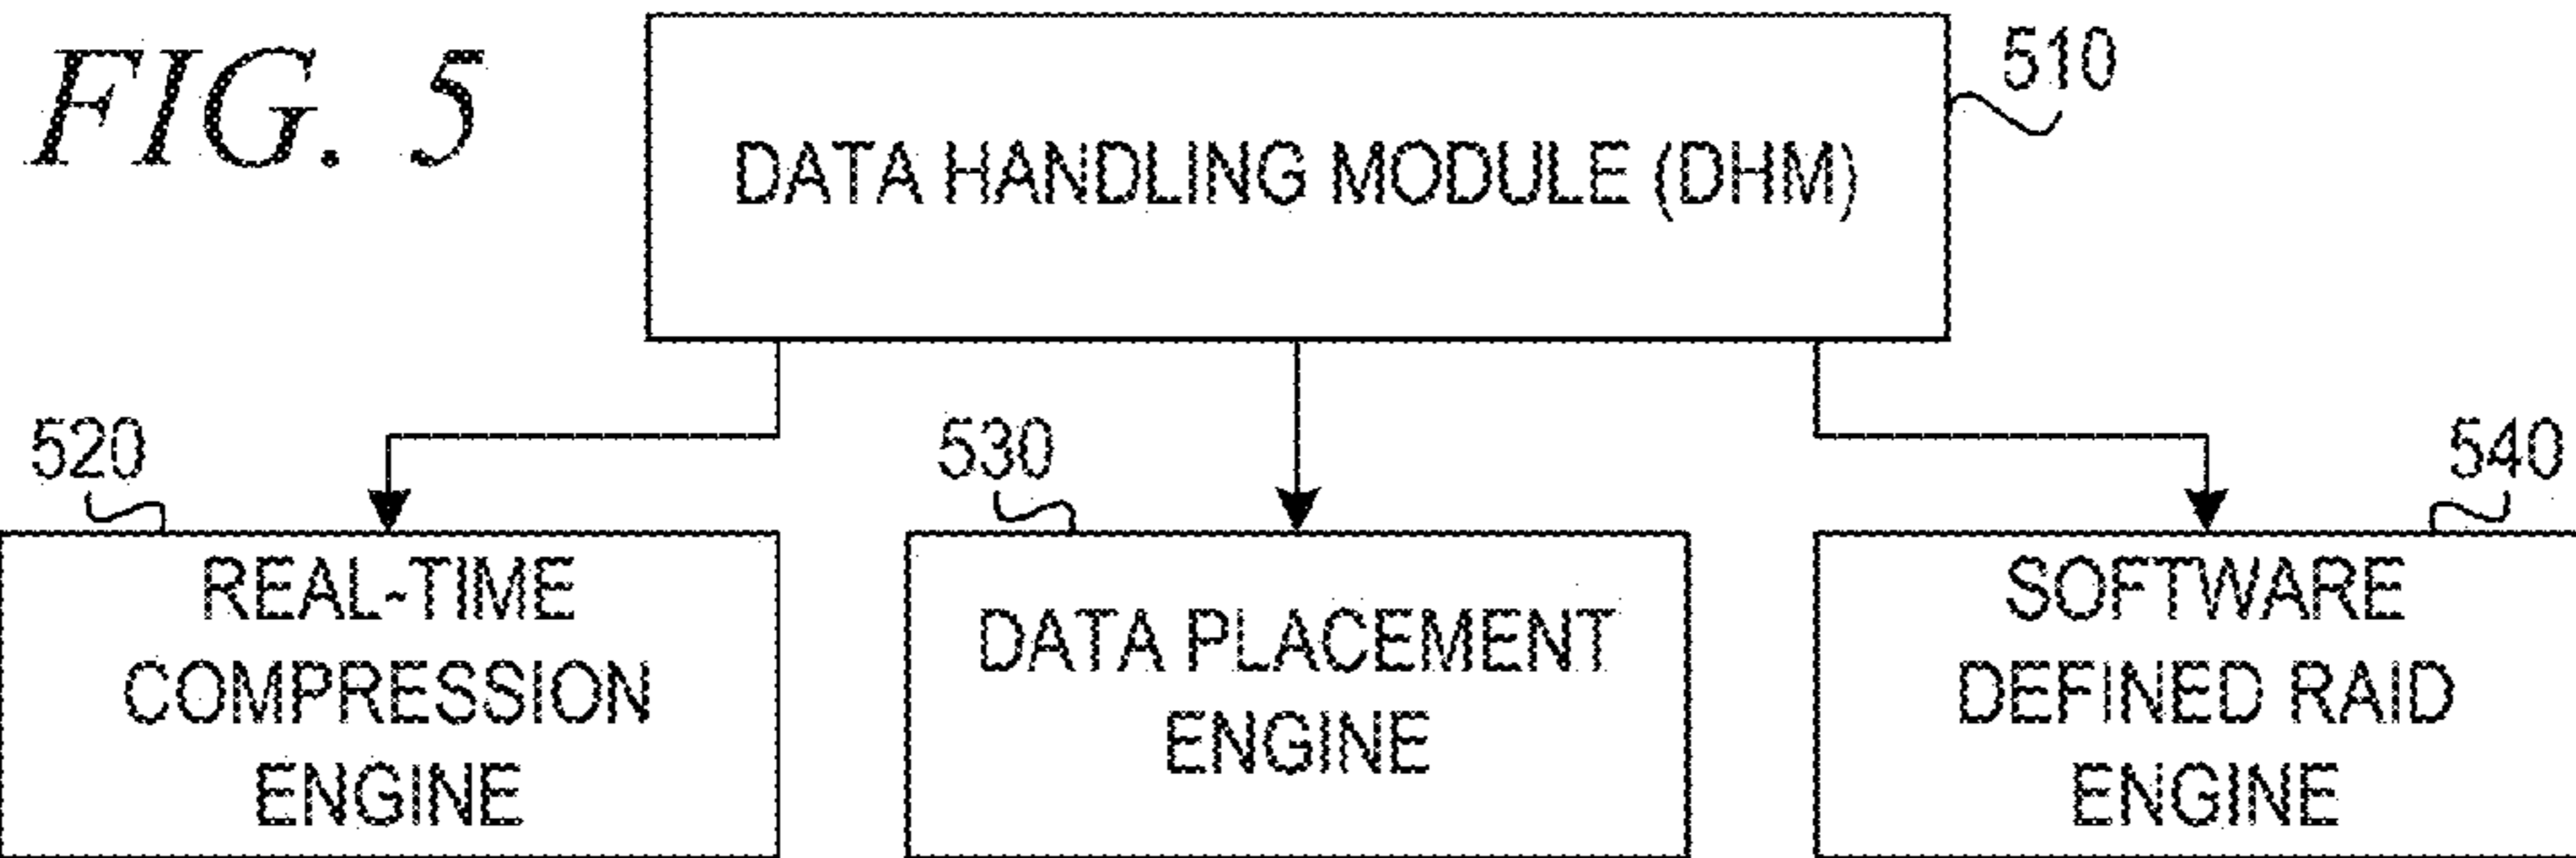 FIG. 5
510
DATA HANDLING MODULE (DHM)
520
530
540
REAL-TIME
COMPRESSION
ENGINE
DATA PLACEMENT
ENGINE
SOFTWARE
DEFINED RAID
ENGINE